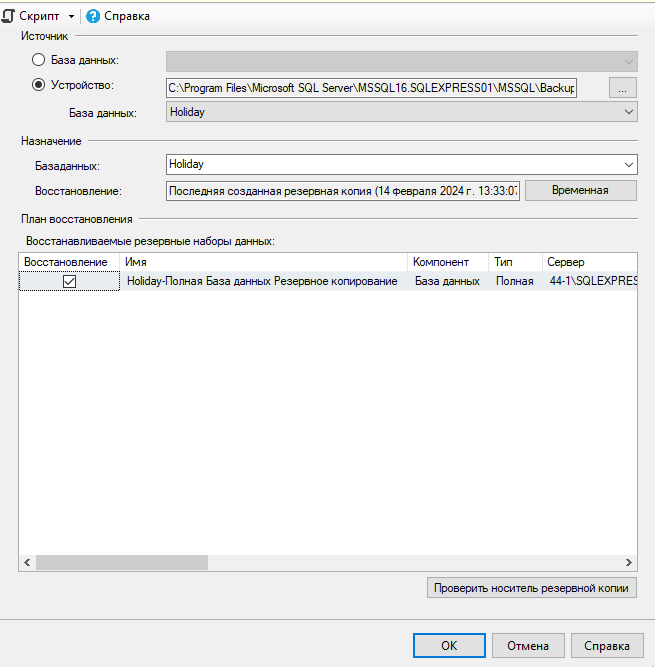 Скрипт Справка
Источник
База данных:
Устройство: C:\Program Files\Microsoft SQL Server\MSSQL16.SQLEXPRESS01\MSSQL\Backup ...
База данных: Holiday
Назначение
Базаданных: Holiday
Восстановление: Последняя созданная резервная копия (14 февраля 2024 г. 13:33:07 Временная
План восстановления
Восстанавливаемые резервные наборы данных:
Восстановление Имя Компонент Тип Сервер
Holiday-Полная База данных Резервное копирование База данных Полная 44-1\SQLEXPRES
Проверить носитель резервной копии
ОК Отмена Справка